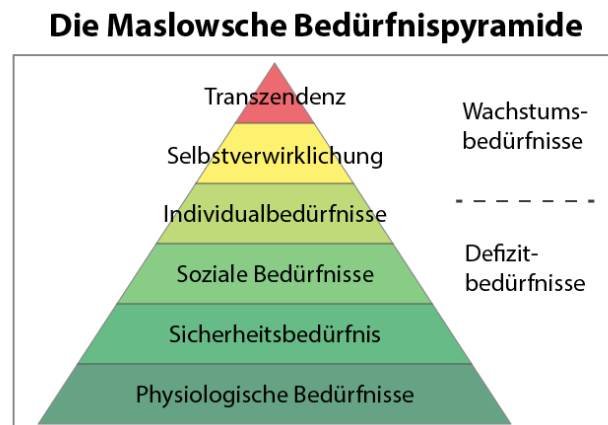 Die Maslowsche Bedürfnispyramide
Transzendenz
Selbstverwirklichung
Individualbedürfnisse
Soziale Bedürfnisse
Sicherheitsbedürfnis
Physiologische Bedürfnisse
Wachstums-
bedürfnisse
Defizit-
bedürfnisse